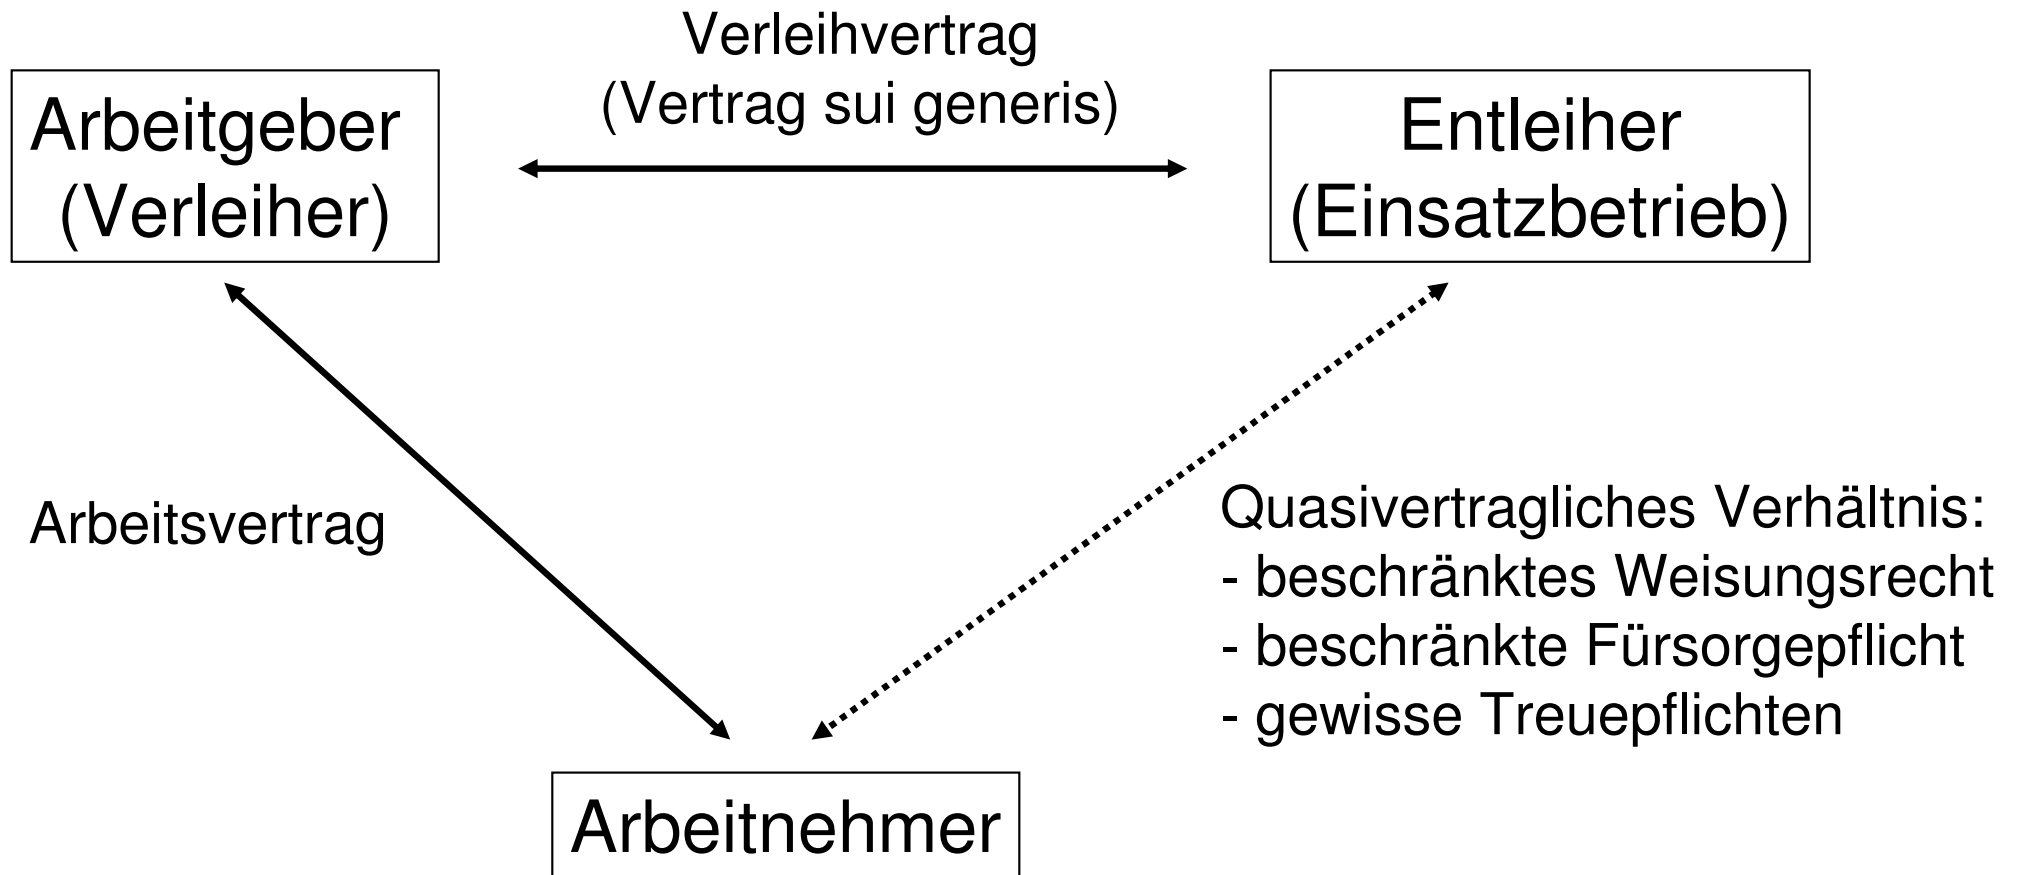 Verleihvertrag
(Vertrag sui generis)
Arbeitgeber
(Verleiher)
Entleiher
(Einsatzbetrieb)
Arbeitsvertrag
Quasivertragliches Verhältnis:
- beschränktes Weisungsrecht
- beschränkte Fürsorgepflicht
- gewisse Treuepflichten
Arbeitnehmer